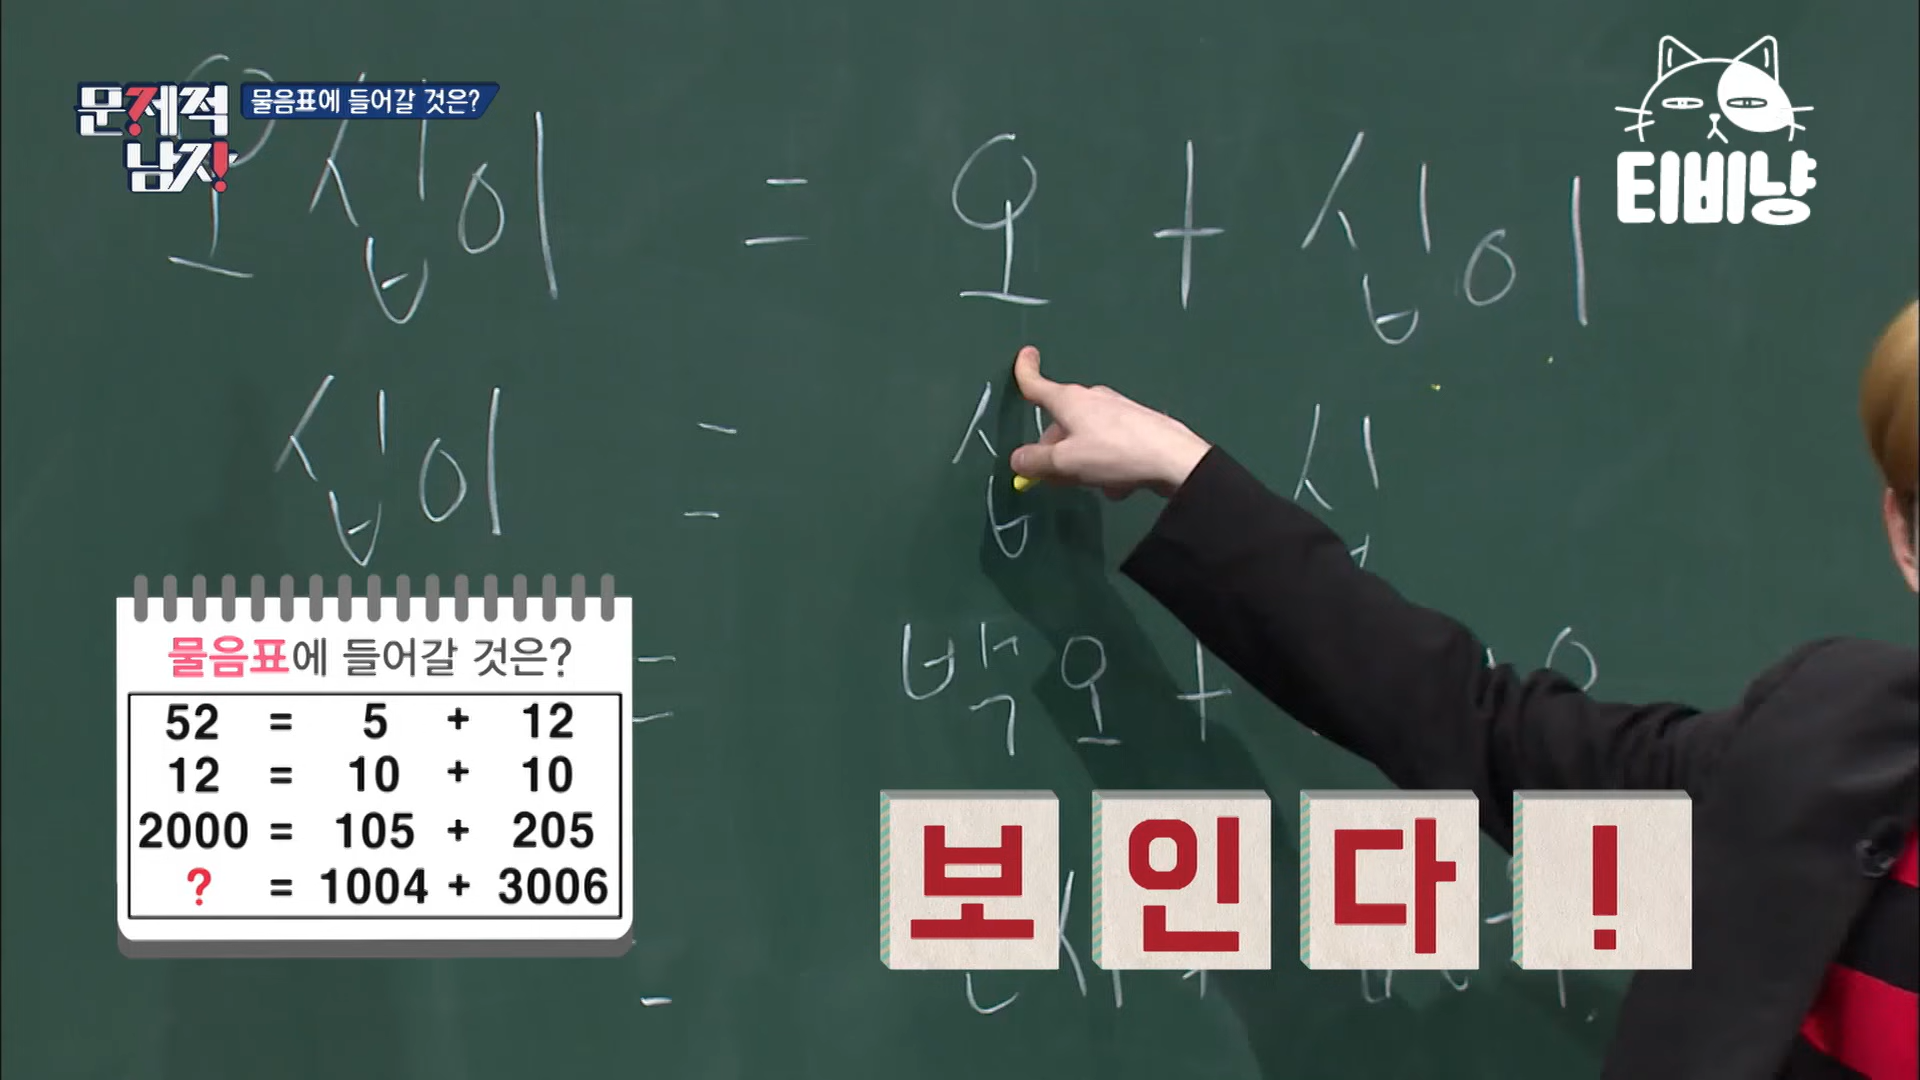 문제적
남자!
물음표에 들어갈 것은?
티비냥
오십이 = 오 + 십이
십이 = 십 십
= 백오 +
물음표에 들어갈 것은?
52 = 5 + 12
12 = 10 + 10
2000 = 105 + 205
? = 1004 + 3006
보인다!